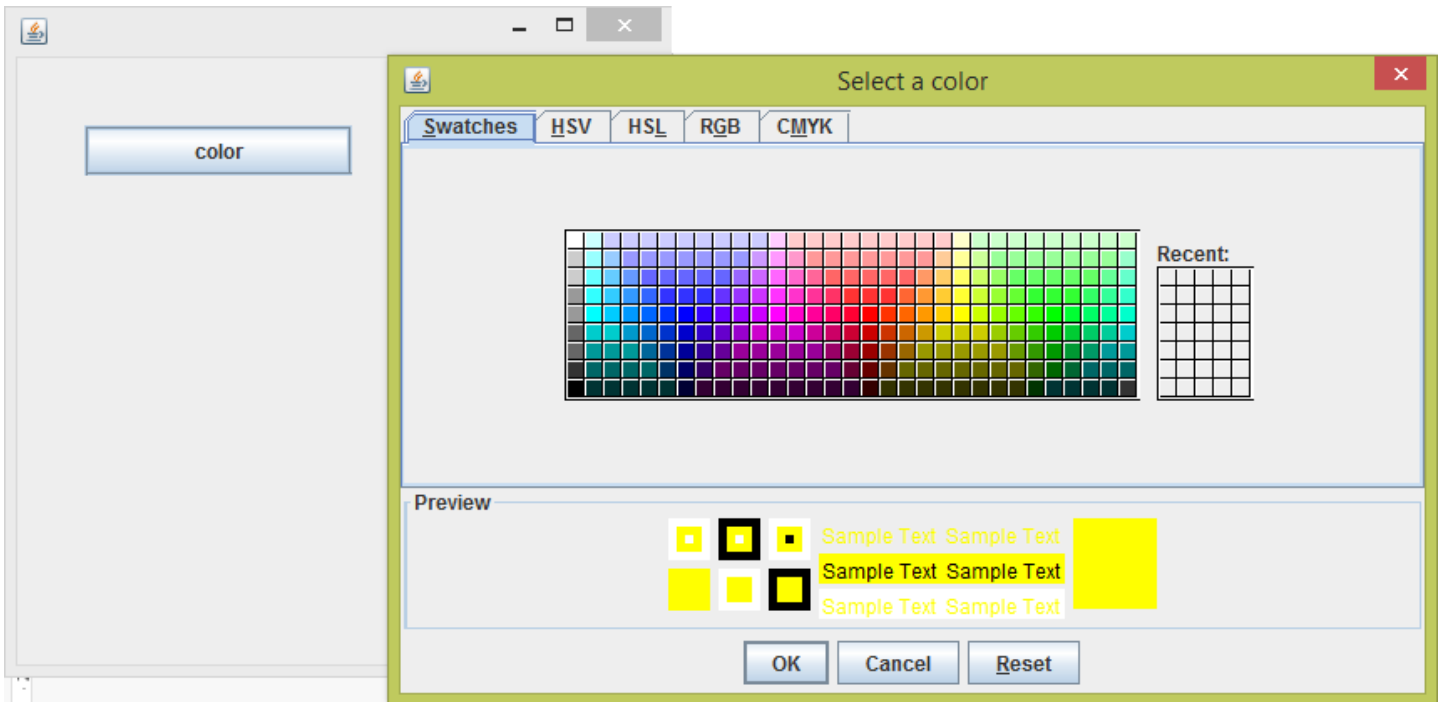 Select a color
color
Swatches HSV HSL RGB CMYK
Recent:
Preview
Sample Text Sample Text
Sample Text Sample Text
Sample Text Sample Text
OK Cancel Reset